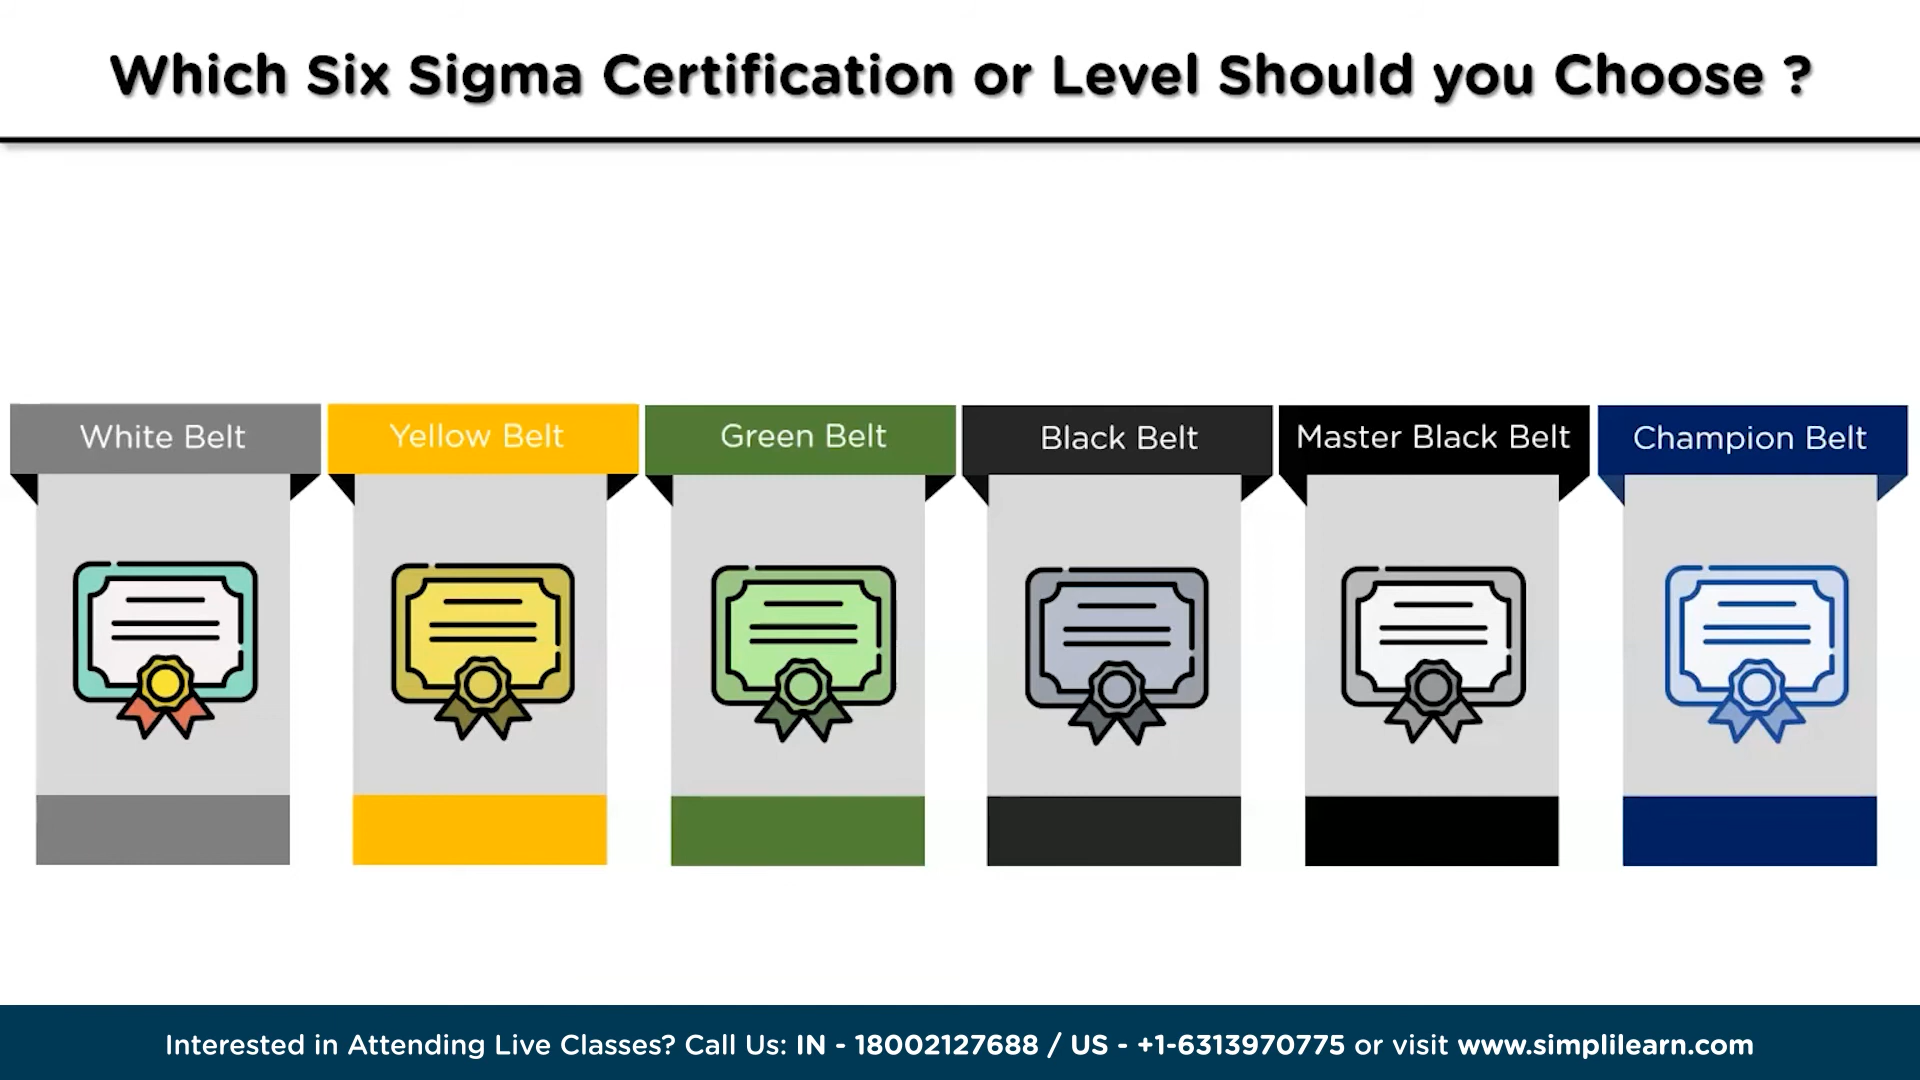 Which Six Sigma Certification or Level Should you Choose ?
White Belt
Yellow Belt
Green Belt
Black Belt
Master Black Belt
Champion Belt
Interested in Attending Live Classes? Call Us: IN - 18002127688 / US - +1-6313970775 or visit www.simplilearn.com